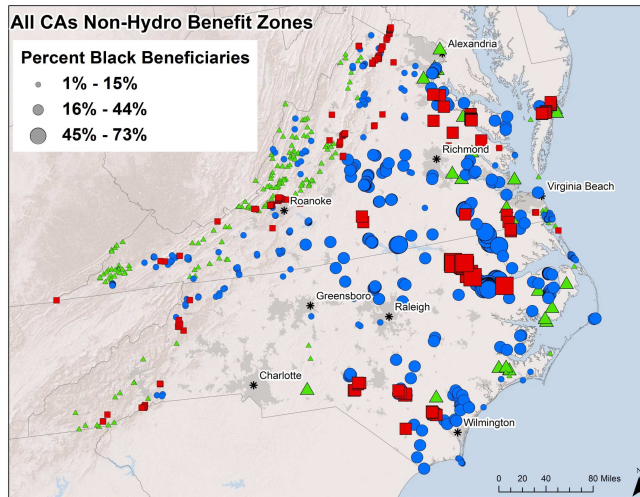 All CAs Non-Hydro Benefit Zones
Percent Black Beneficiaries
1% - 15%
16% - 44%
45% - 73%
Alexandria
Richmond
Virginia Beach
Roanoke
Greensboro
Raleigh
Charlotte
Wilmington
0 20 40 80 Miles